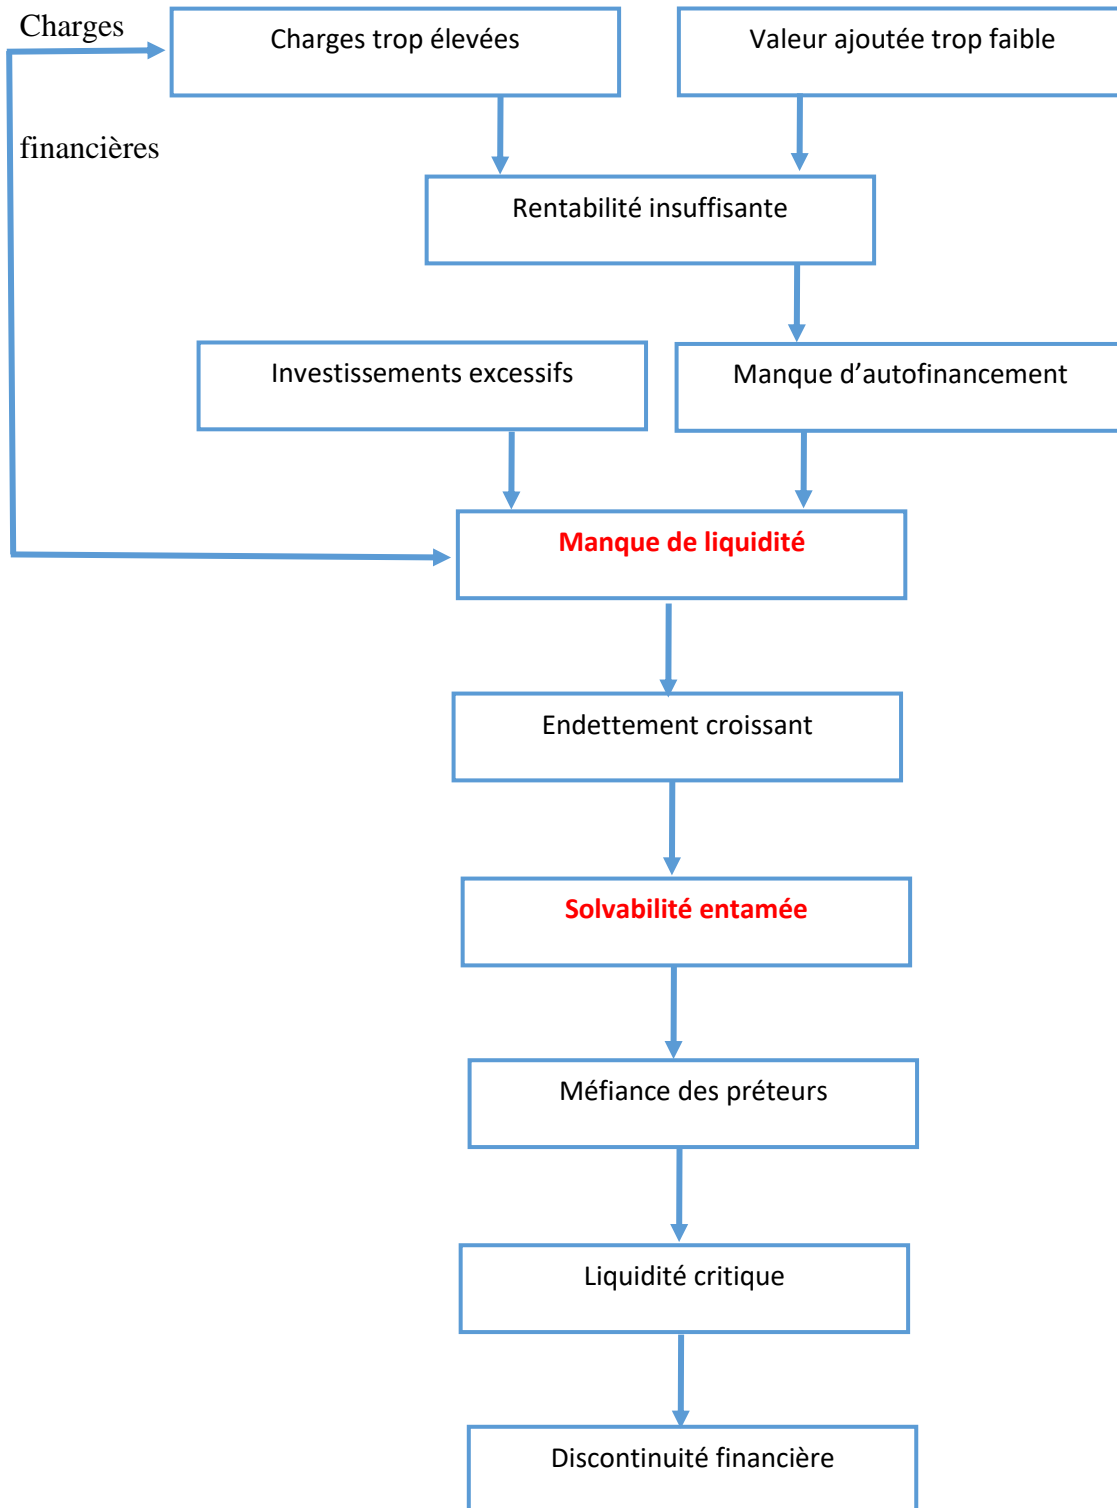 Charges
Charges trop élevées
Valeur ajoutée trop faible
financières
Rentabilité insuffisante
Investissements excessifs
Manque d’autofinancement
Manque de liquidité
Endettement croissant
Solvabilité entamée
Méfiance des préteurs
Liquidité critique
Discontinuité financière